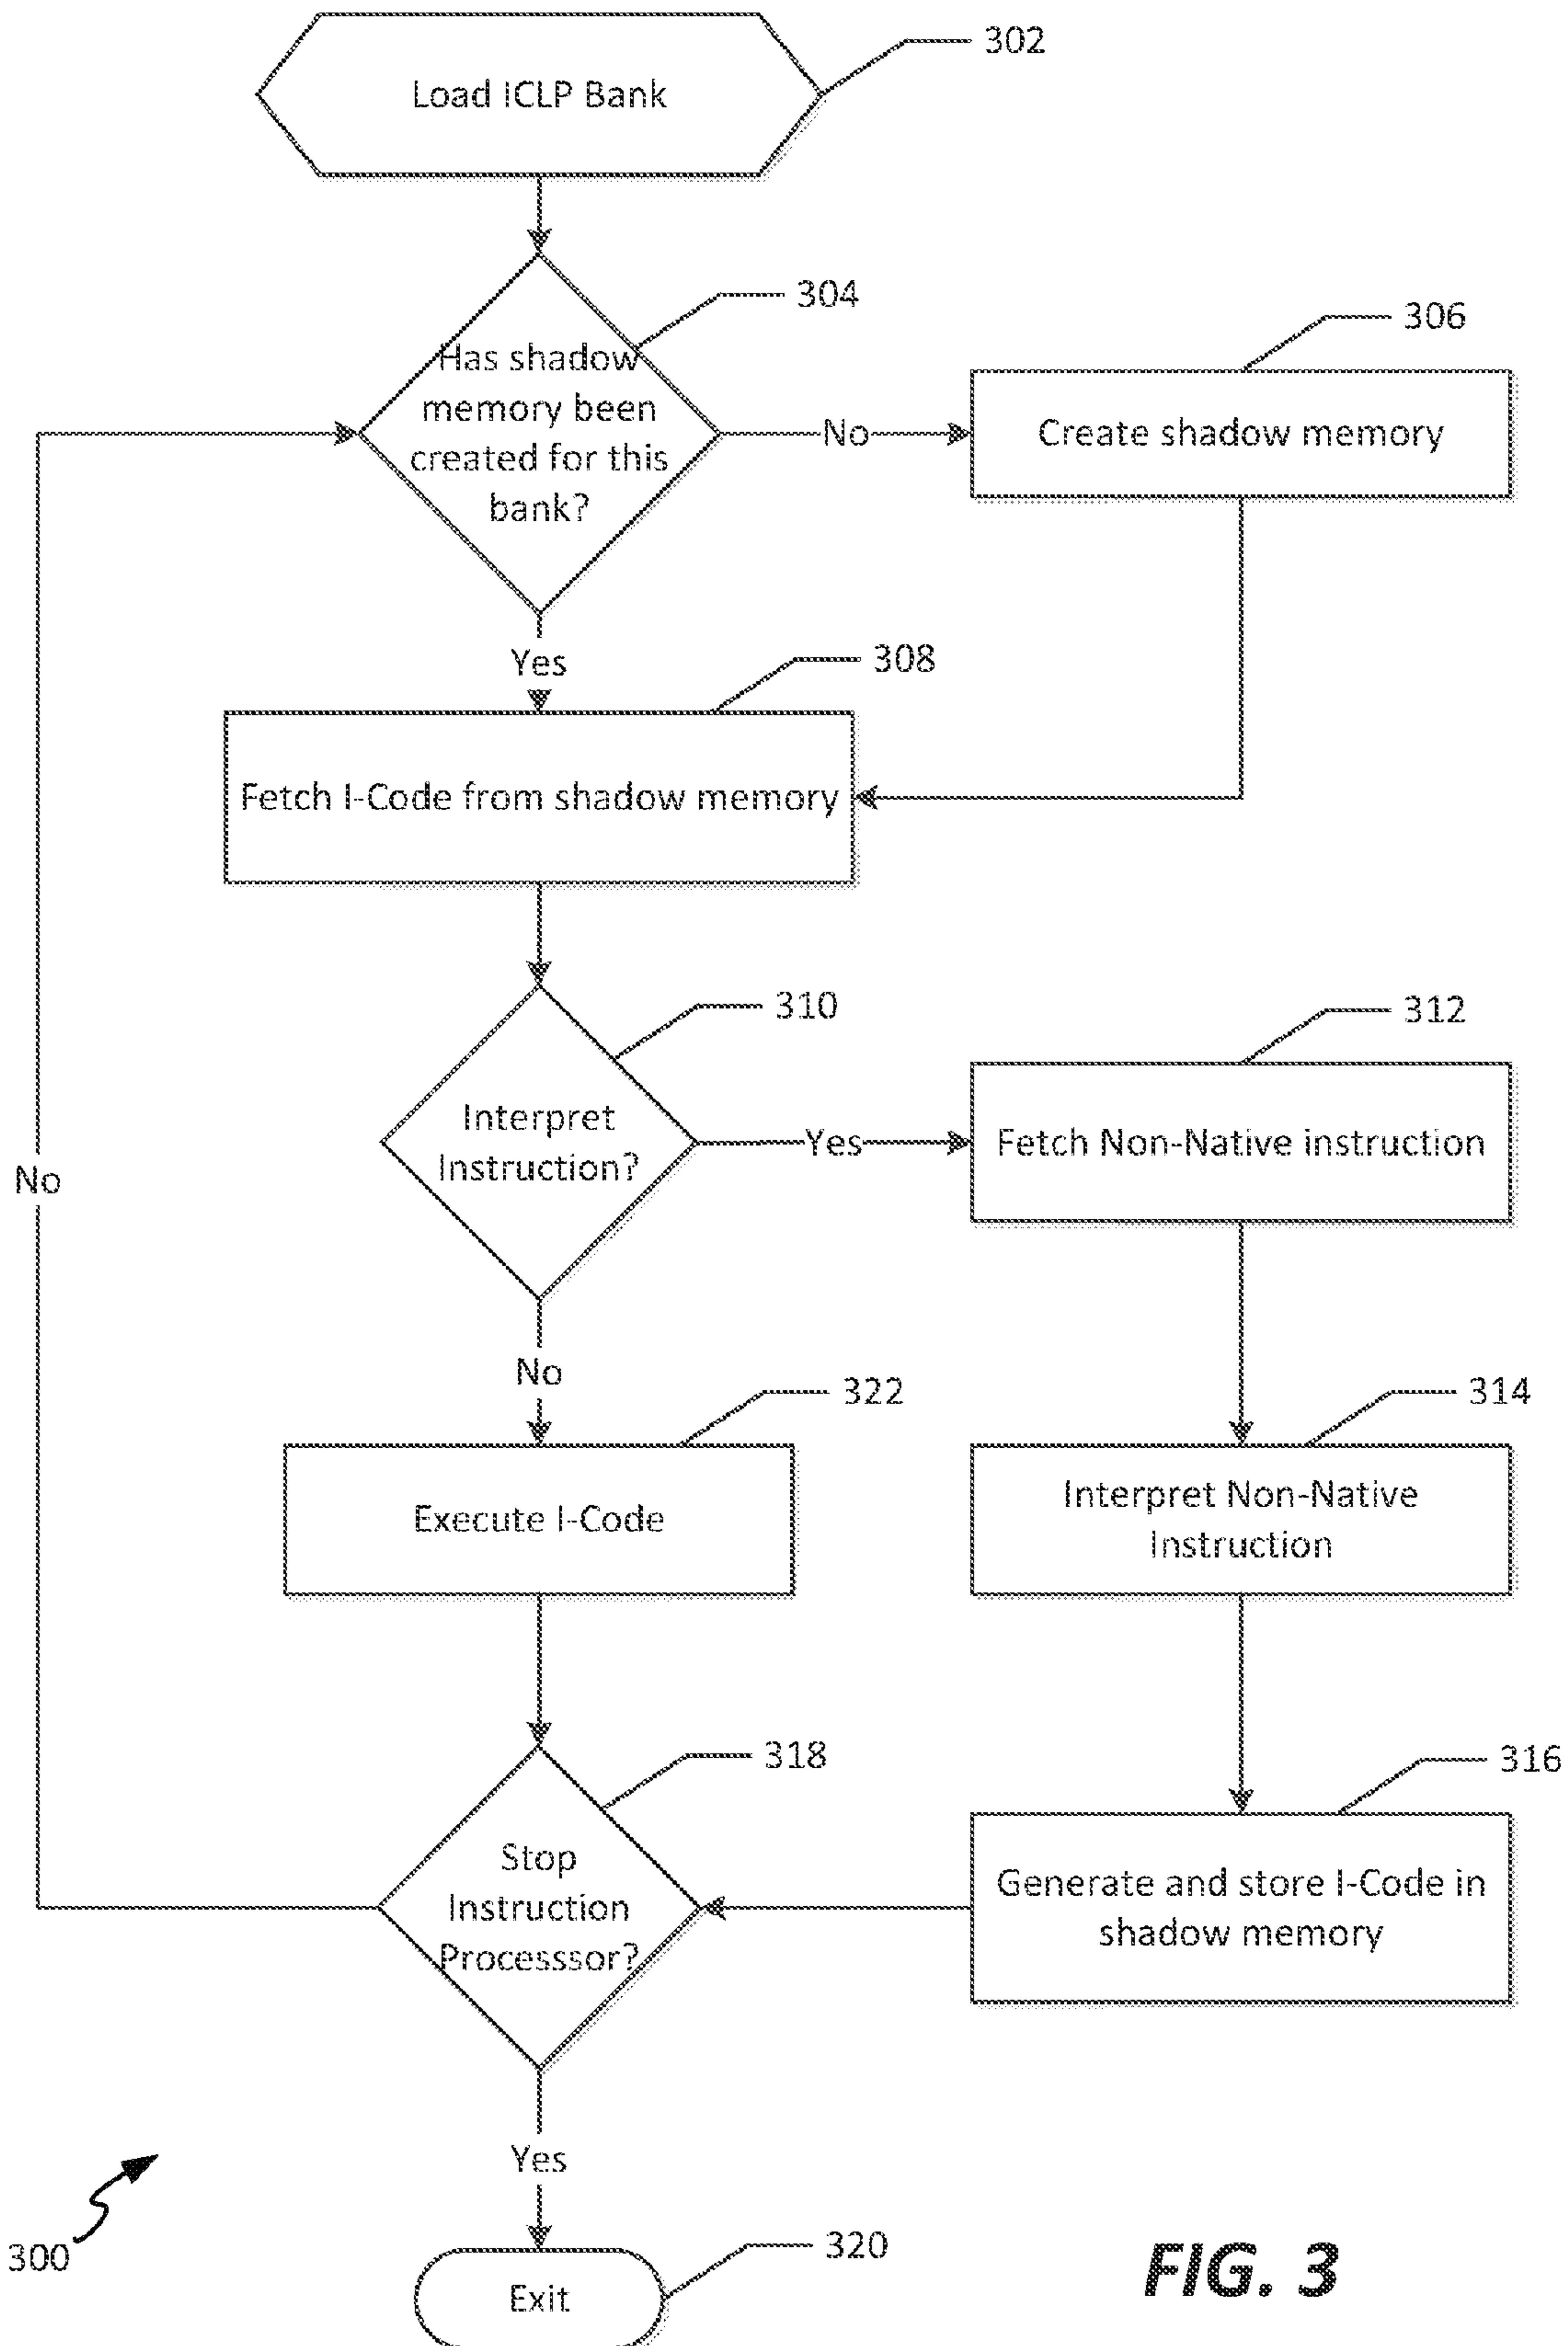 302
Load ICLP Bank
304
Has shadow
memory been
created for this
bank?
No
306
Create shadow memory
Yes
308
Fetch I-Code from shadow memory
310
Interpret
Instruction?
Yes
312
Fetch Non-Native instruction
No
No
322
Execute I-Code
314
Interpret Non-Native
Instruction
318
Stop
Instruction
Processsor?
316
Generate and store I-Code in
shadow memory
Yes
300
320
Exit
FIG. 3